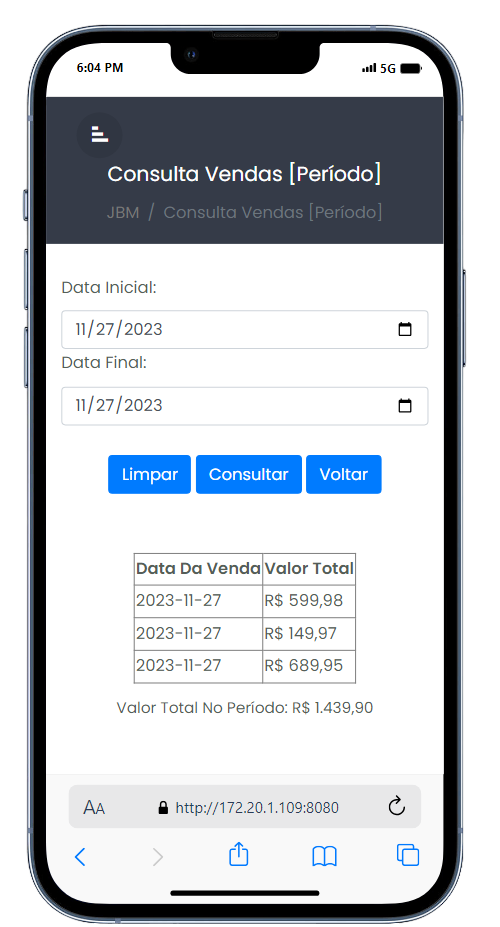 6:04 PM 5G
Consulta Vendas [Período]
JBM / Consulta Vendas [Período]
Data Inicial:
11/27/2023
Data Final:
11/27/2023
Limpar Consultar Voltar
Data Da Venda Valor Total
2023-11-27 R$ 599,98
2023-11-27 R$ 149,97
2023-11-27 R$ 689,95
Valor Total No Período: R$ 1.439,90
AA http://172.20.1.109:8080